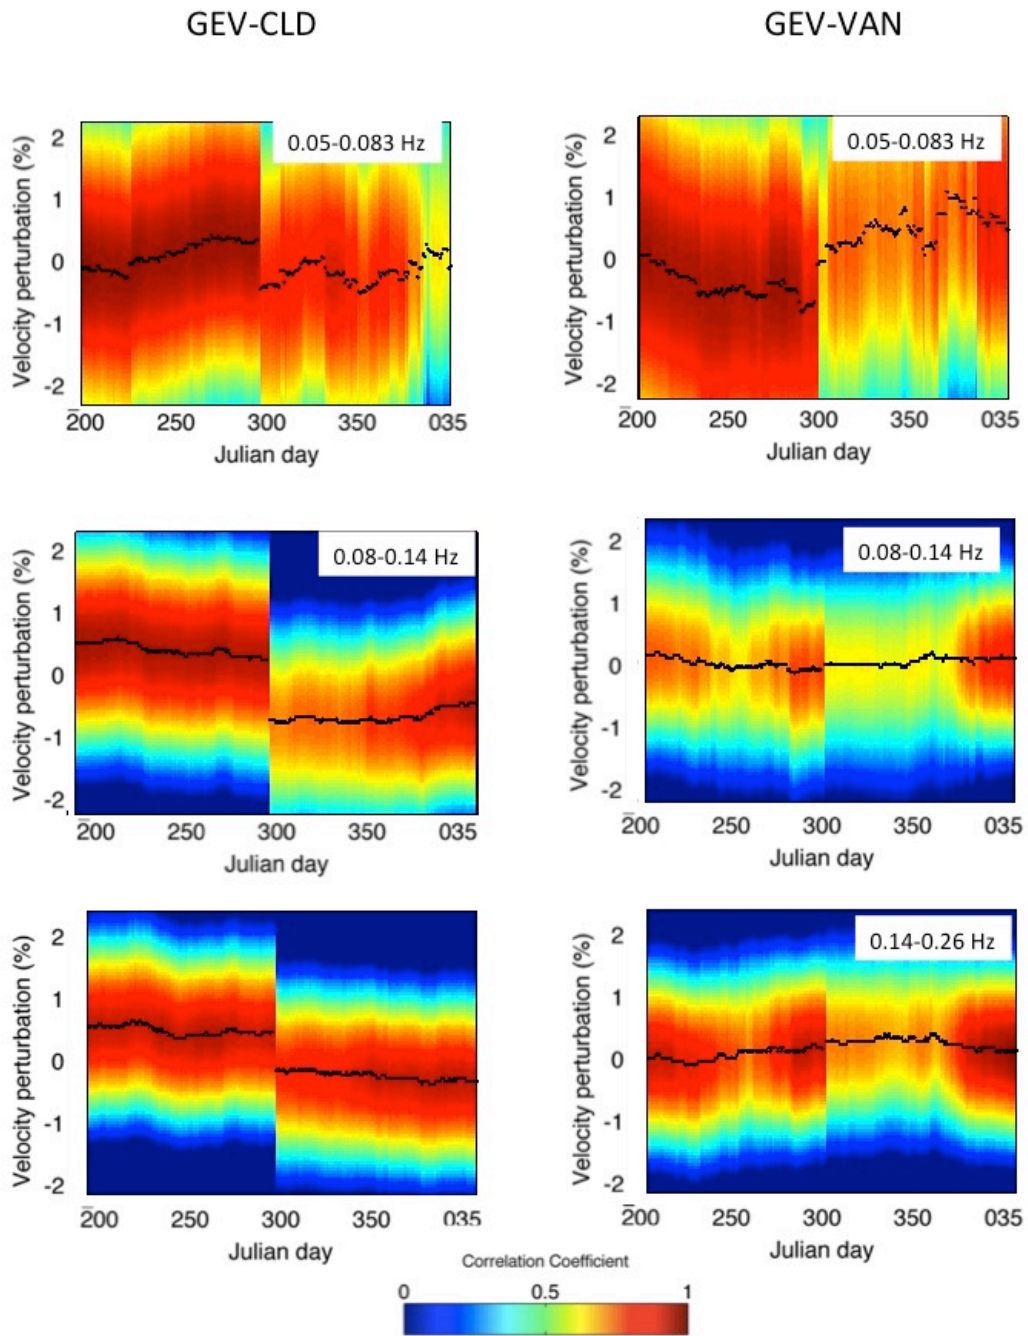 GEV-CLD GEV-VAN
0.05-0.083 Hz 0.05-0.083 Hz
Velocity perturbation (%) 2 1 0 -1 -2
Velocity perturbation (%) 2 1 0 -1 -2
200 250 300 350 035
200 250 300 350 035
Julian day Julian day
0.08-0.14 Hz 0.08-0.14 Hz
Velocity perturbation (%) 2 1 0 -1 -2
Velocity perturbation (%) 2 1 0 -1 -2
200 250 300 350 035
200 250 300 350 035
Julian day Julian day
0.14-0.26 Hz
Velocity perturbation (%) 2 1 0 -1 -2
Velocity perturbation (%) 2 1 0 -1 -2
200 250 300 350 035
200 250 300 350 035
Julian day Julian day
Correlation Coefficient
0 0.5 1